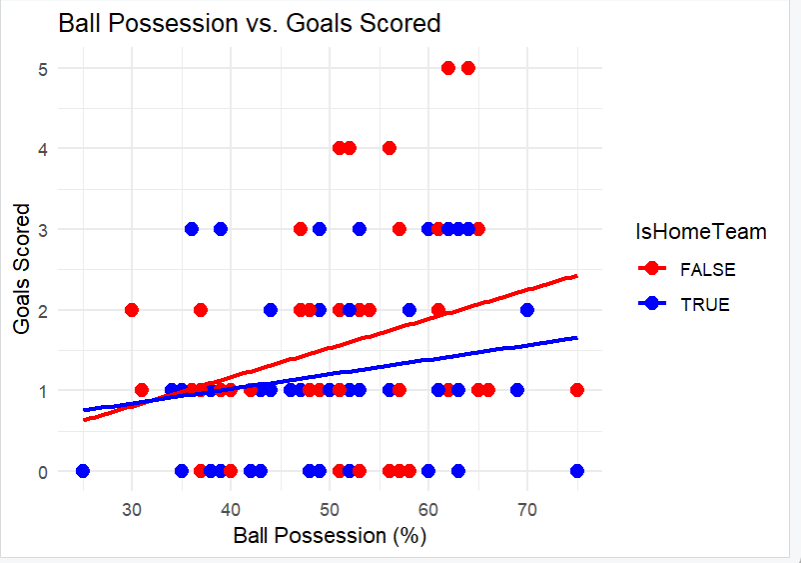 Ball Possession vs. Goals Scored
5
4
3
2
1
0
Goals Scored
30 40 50 60 70
Ball Possession (%)
IsHomeTeam
FALSE
TRUE